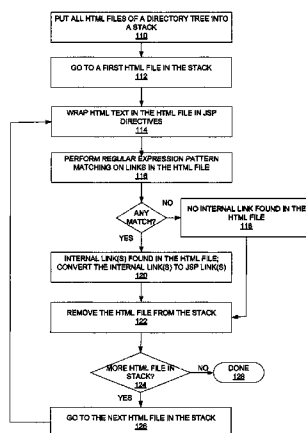 PUT ALL HTML FILES OF A DIRECTORY TREE INTO
A STACK
110
GO TO A FIRST HTML FILE IN THE STACK
112
WRAP HTML TEXT IN THE HTML FILE IN JSP
DIRECTIVES
114
PERFORM REGULAR EXPRESSION PATTERN
MATCHING ON LINKS IN THE HTML FILE
116
ANY
MATCH?
NO
YES
NO INTERNAL LINK FOUND IN THE
HTML FILE
118
INTERNAL LINK(S) FOUND IN THE HTML FILE;
CONVERT THE INTERNAL LINK(S) TO JSP LINK(S)
120
REMOVE THE HTML FILE FROM THE STACK
122
MORE HTML FILE IN
STACK?
124
NO
DONE
128
YES
GO TO THE NEXT HTML FILE IN THE STACK
126